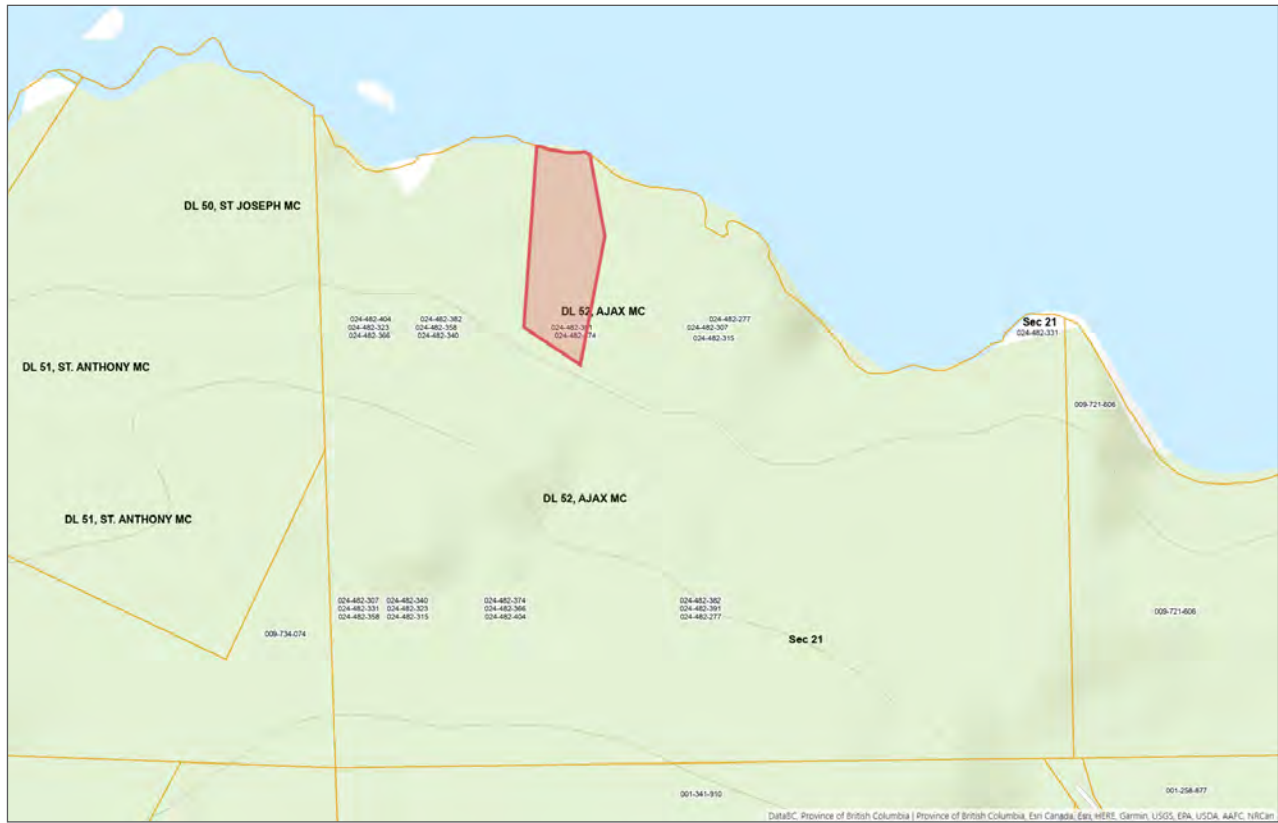 DL 50, ST JOSEPH MC
DL 52, AJAX MC
024-482-404 024-482-382
024-482-323 024-482-358
024-482-366 024-482-340
024-482-277
024-482-307
024-482-315
Sec 21
024-482-331
DL 51, ST. ANTHONY MC
009-721-606
DL 52, AJAX MC
DL 51, ST. ANTHONY MC
024-482-307 024-482-340
024-482-331 024-482-323
024-482-358 024-482-315
024-482-374
024-482-366
024-482-404
024-482-382
024-482-391
024-482-277
009-721-606
009-734-074
Sec 21
001-341-910
001-258-877
DataBC, Province of British Columbia | Province of British Columbia, Esri Canada, Esri, HERE, Garmin, USGS, EPA, USDA, AAFC, NRCan